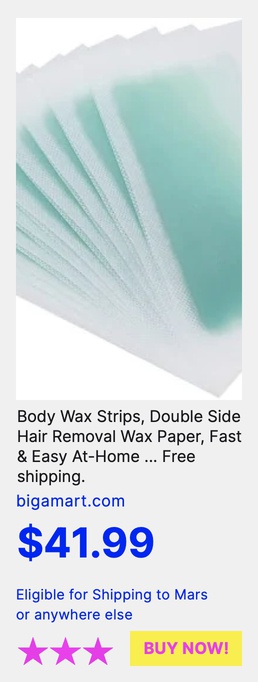 Body Wax Strips, Double Side
Hair Removal Wax Paper, Fast
& Easy At-Home ... Free
shipping.
bigamart.com
$41.99
Eligible for Shipping to Mars
or anywhere else
BUY NOW!